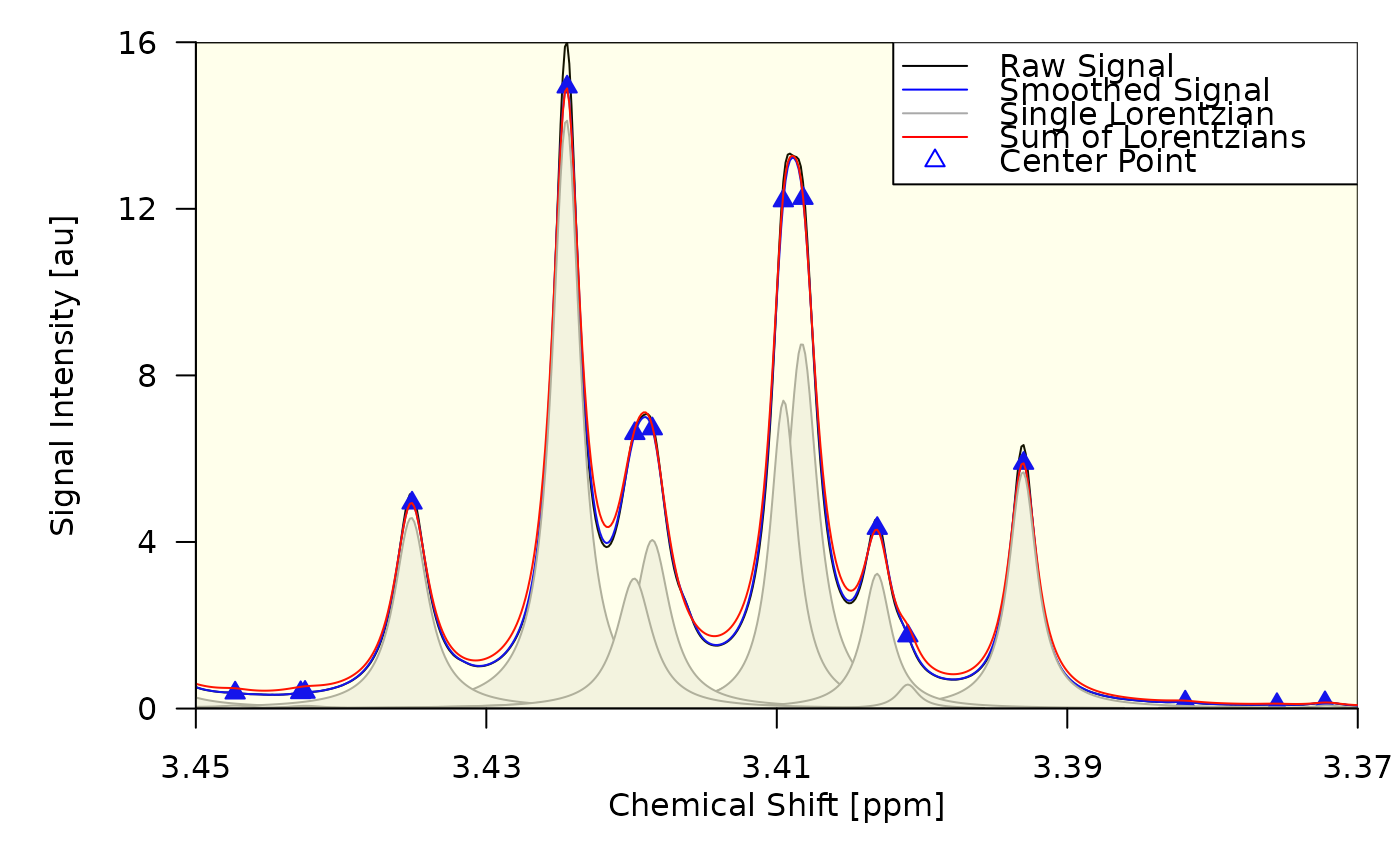 16
12
8
4
0
Signal Intensity [au]
Raw Signal
Smoothed Signal
Single Lorentzian
Sum of Lorentzians
Center Point
3.45 3.43 3.41 3.39 3.37
Chemical Shift [ppm]